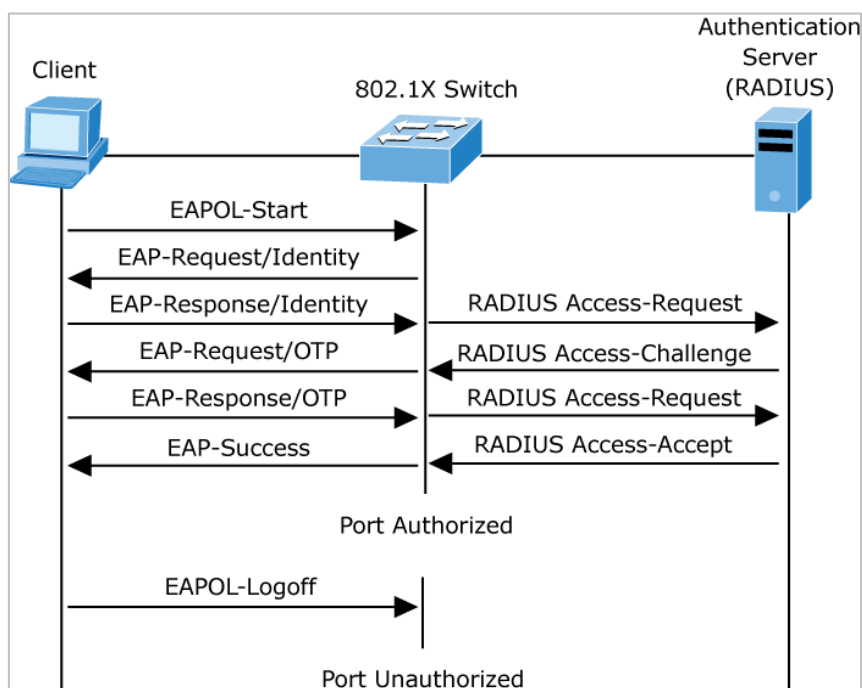 Authentication
Server
(RADIUS)
Client
802.1X Switch
EAPOL-Start
EAP-Request/Identity
EAP-Response/Identity
RADIUS Access-Request
EAP-Request/OTP
RADIUS Access-Challenge
EAP-Response/OTP
RADIUS Access-Request
EAP-Success
RADIUS Access-Accept
Port Authorized
EAPOL-Logoff
Port Unauthorized